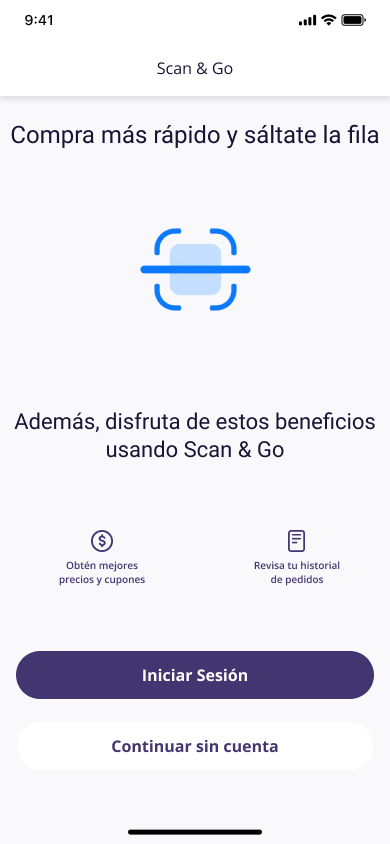 9:41
Scan & Go
Compra más rápido y sáltate la fila
Además, disfruta de estos beneficios
usando Scan & Go
Obtén mejores
precios y cupones
Revisa tu historial
de pedidos
Iniciar Sesión
Continuar sin cuenta